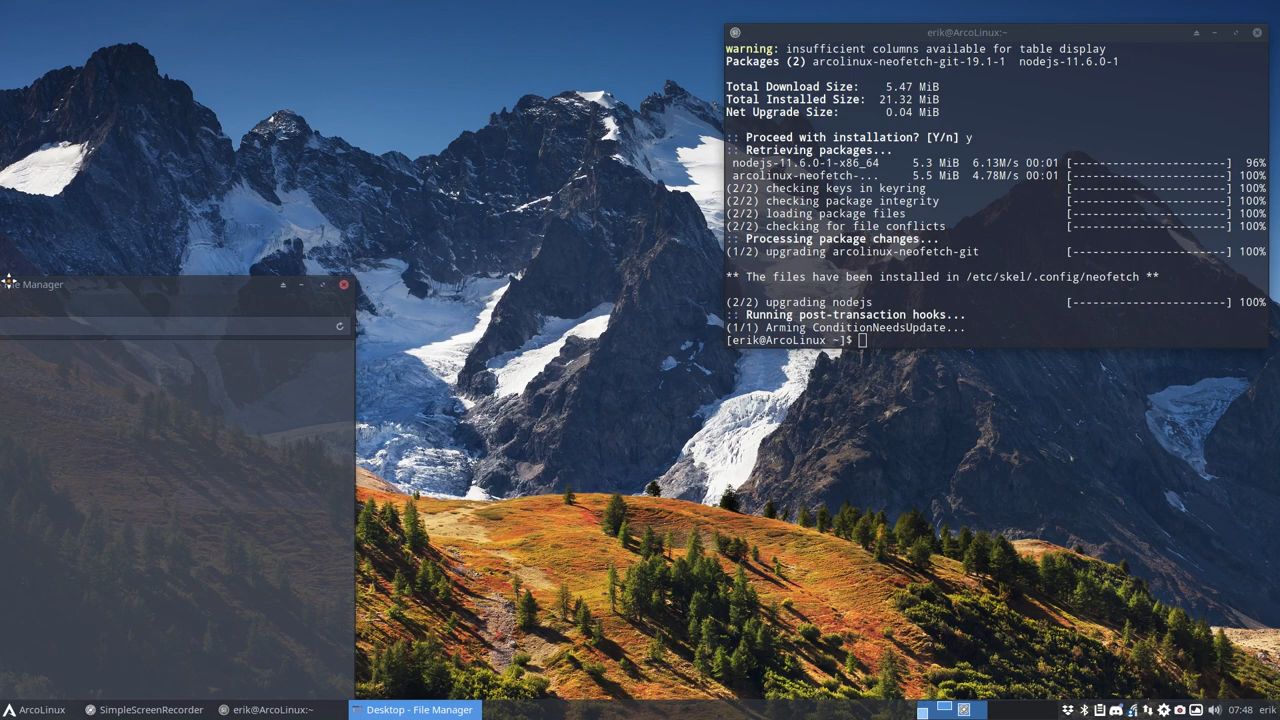 erik@ArcoLinux:~
warning: insufficient columns available for table display
Packages (2) arcolinux-neofetch-git-19.1-1  nodejs-11.6.0-1
Total Download Size:    5.47 MiB
Total Installed Size:  21.32 MiB
Net Upgrade Size:       0.04 MiB
:: Proceed with installation? [Y/n] y
:: Retrieving packages...
nodejs-11.6.0-1-x86_64     5.3 MiB  6.13M/s 00:01 [----------------------] 96%
arcolinux-neofetch-...     5.5 MiB  4.78M/s 00:01 [----------------------] 100%
(2/2) checking keys in keyring [----------------------] 100%
(2/2) checking package integrity [----------------------] 100%
(2/2) loading package files [----------------------] 100%
(2/2) checking for file conflicts [----------------------] 100%
:: Processing package changes...
(1/2) upgrading arcolinux-neofetch-git [----------------------] 100%
** The files have been installed in /etc/skel/.config/neofetch **
(2/2) upgrading nodejs [----------------------] 100%
:: Running post-transaction hooks...
(1/1) Arming ConditionNeedsUpdate...
[erik@ArcoLinux ~]$
Manager
ArcoLinux SimpleScreenRecorder erik@ArcoLinux:~ Desktop - File Manager 07:48 erik